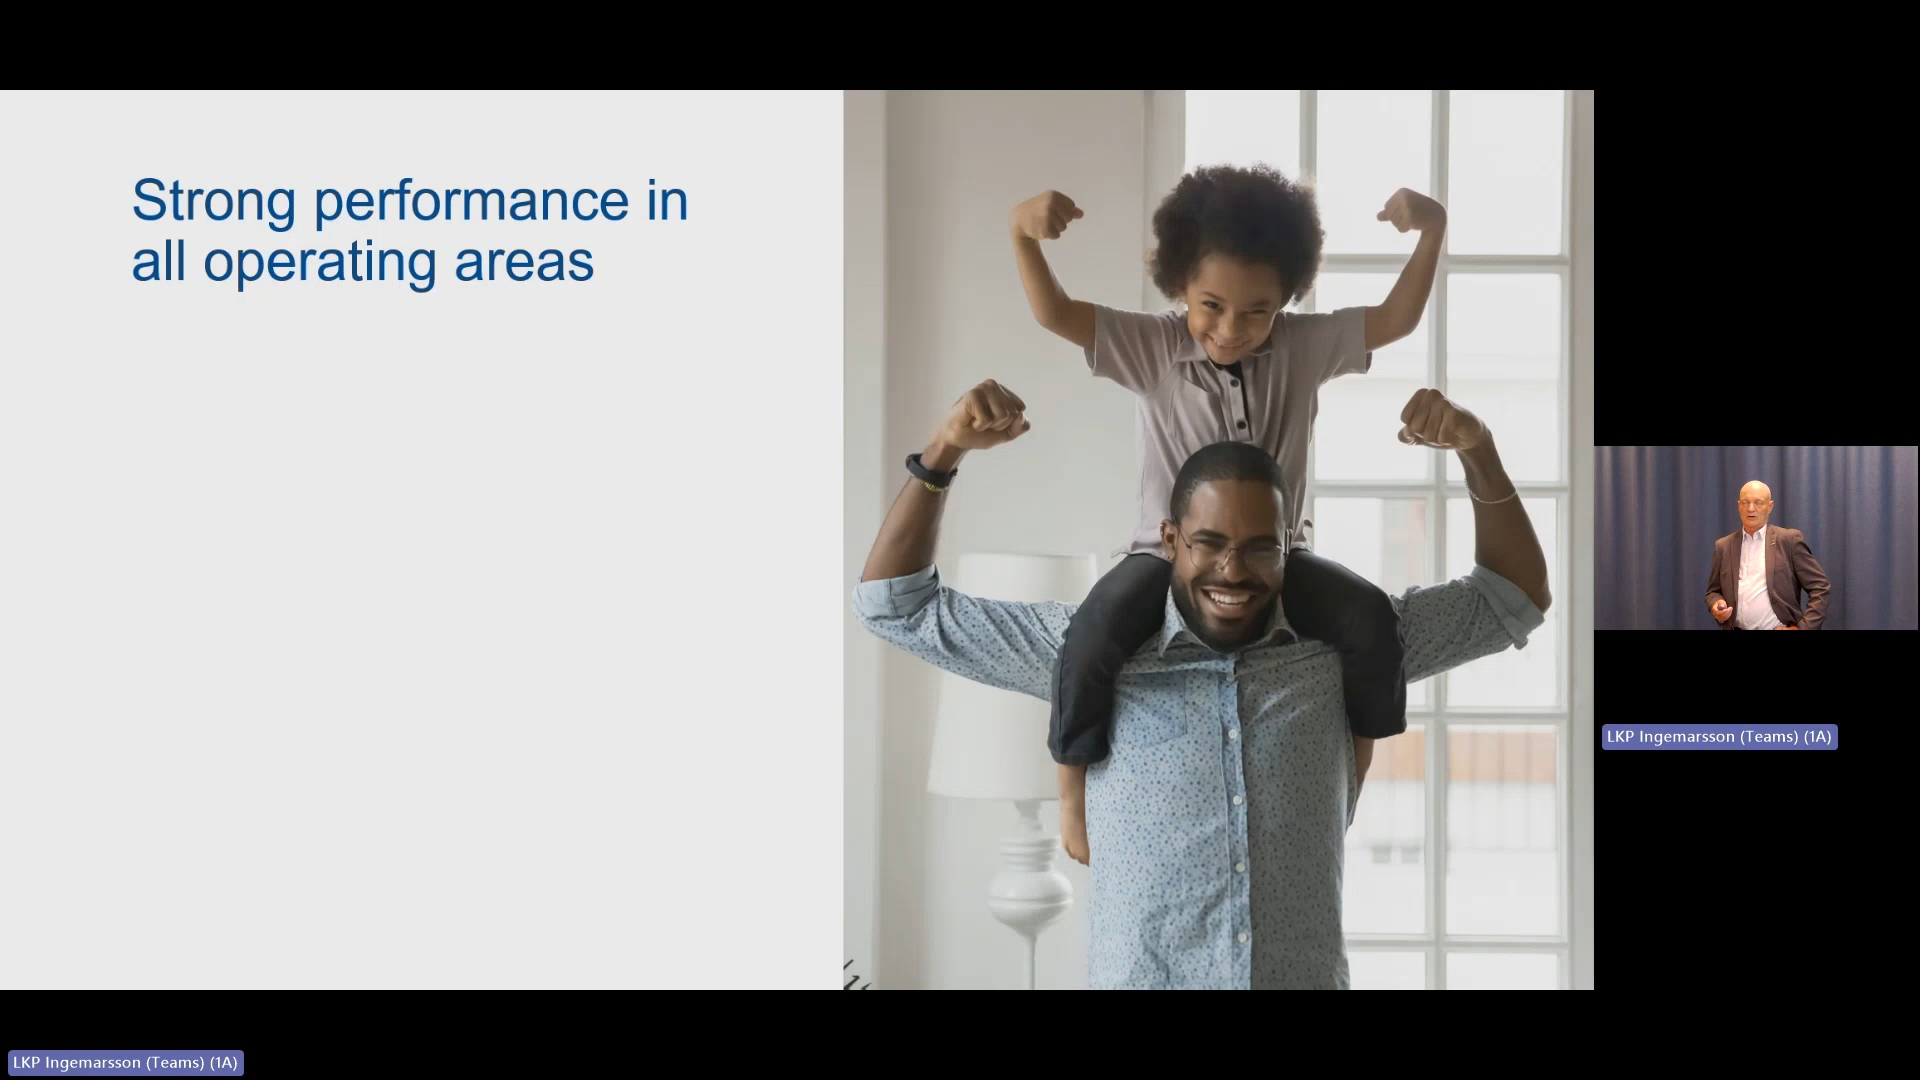 Strong performance in
all operating areas
LKP Ingemarsson (Teams) (1A)
LKP Ingemarsson (Teams) (1A)